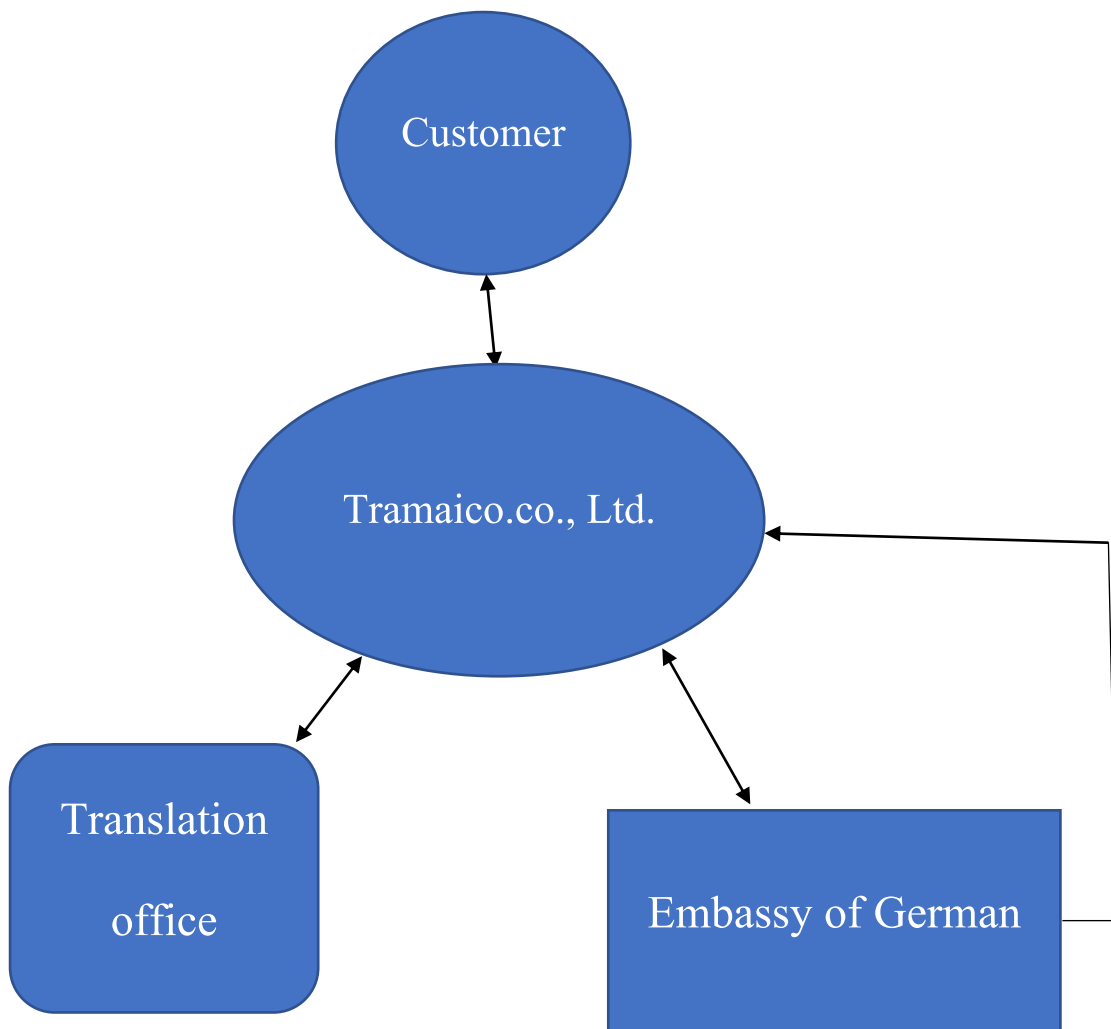 Customer
Tramaico.co., Ltd.
Translation
office
Embassy of German